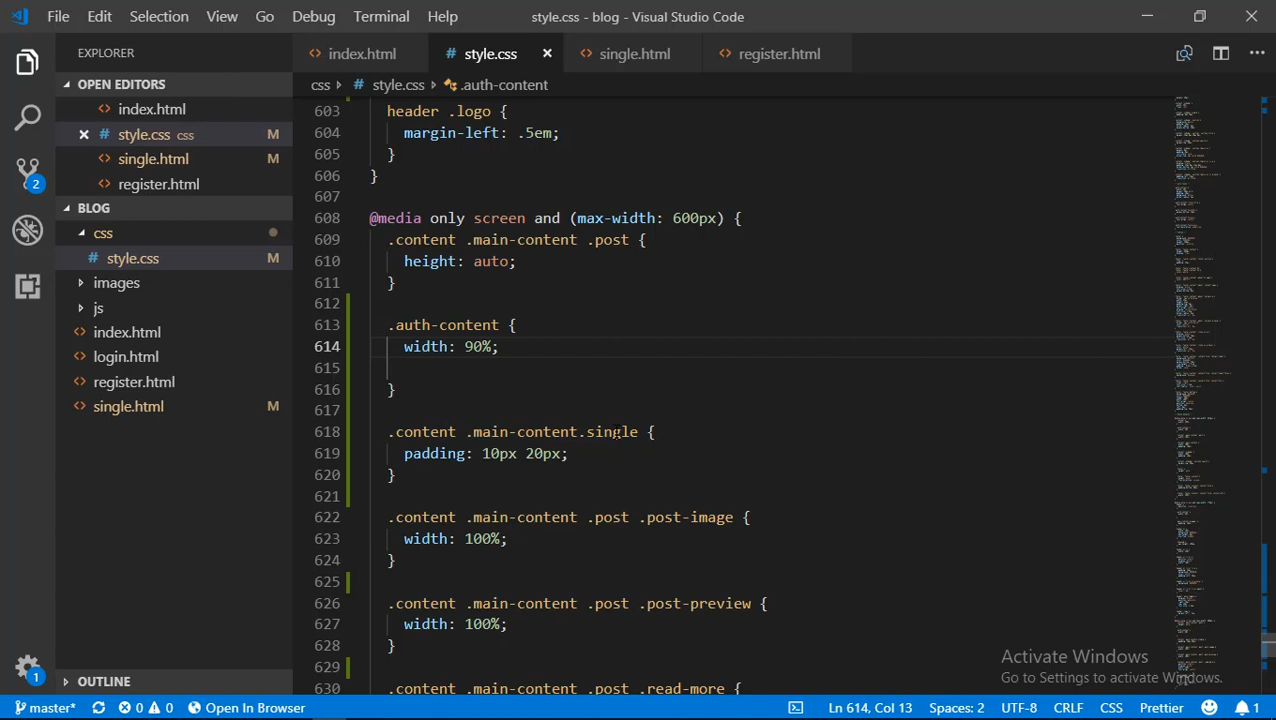 File Edit Selection View Go Debug Terminal Help style.css - blog - Visual Studio Code
EXPLORER
index.html style.css single.html register.html
OPEN EDITORS
index.html
style.css css M
single.html M
register.html
BLOG
css
style.css M
images
js
index.html
login.html
register.html
single.html M
OUTLINE
2
1
css style.css .auth-content
603 header .logo {
604 margin-left: .5em;
605 }
606 }
607
608 @media only screen and (max-width: 600px) {
609 .content .main-content .post {
610 height: auto;
611 }
612
613 .auth-content {
614 width: 90%;
615
616 }
617
618 .content .main-content.single {
619 padding: 10px 20px;
620 }
621
622 .content .main-content .post .post-image {
623 width: 100%;
624 }
625
626 .content .main-content .post .post-preview {
627 width: 100%;
628 }
629
630 .content .main-content .post .read-more {
Activate Windows
Go to Settings to activate Windows.
master* 0 0 Open In Browser Ln 614, Col 13 Spaces: 2 UTF-8 CRLF CSS Prettier 1